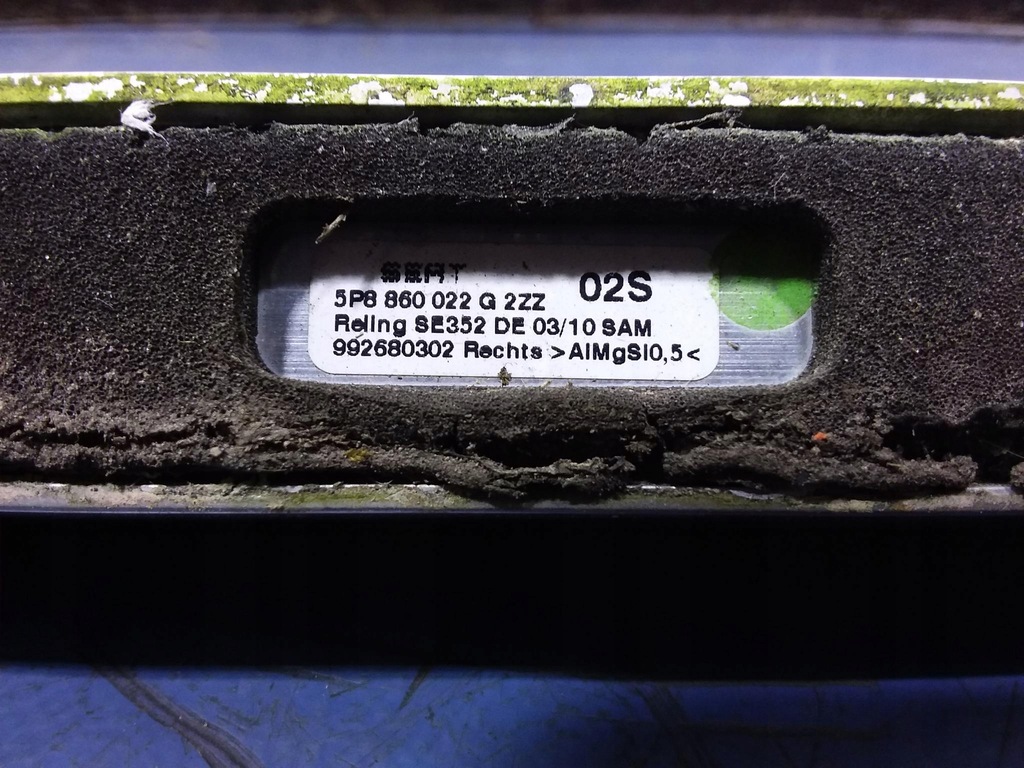 SEAT
02S
5P8 860 022 G 2ZZ
Reling SE352 DE 03/10 SAM
992680302 Rechts >AlMgSi0,5<